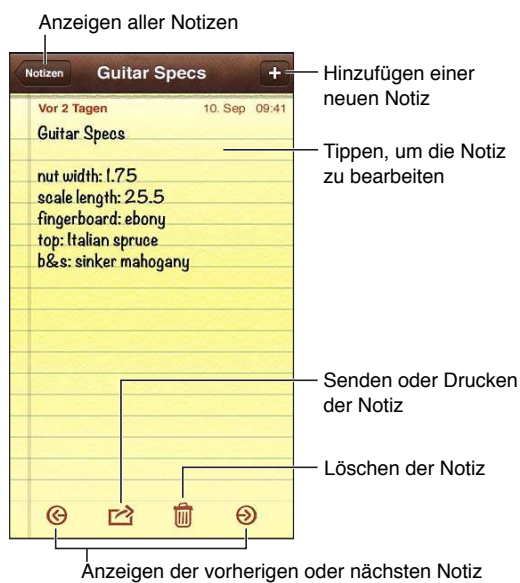 Anzeigen aller Notizen
Notizen Guitar Specs +
Hinzufügen einer
neuen Notiz
Vor 2 Tagen 10. Sep 09:41
Guitar Specs
Tippen, um die Notiz
zu bearbeiten
nut width: 1.75
scale length: 25.5
fingerboard: ebony
top: Italian spruce
b&s: sinker mahogany
Senden oder Drucken
der Notiz
Löschen der Notiz
Anzeigen der vorherigen oder nächsten Notiz